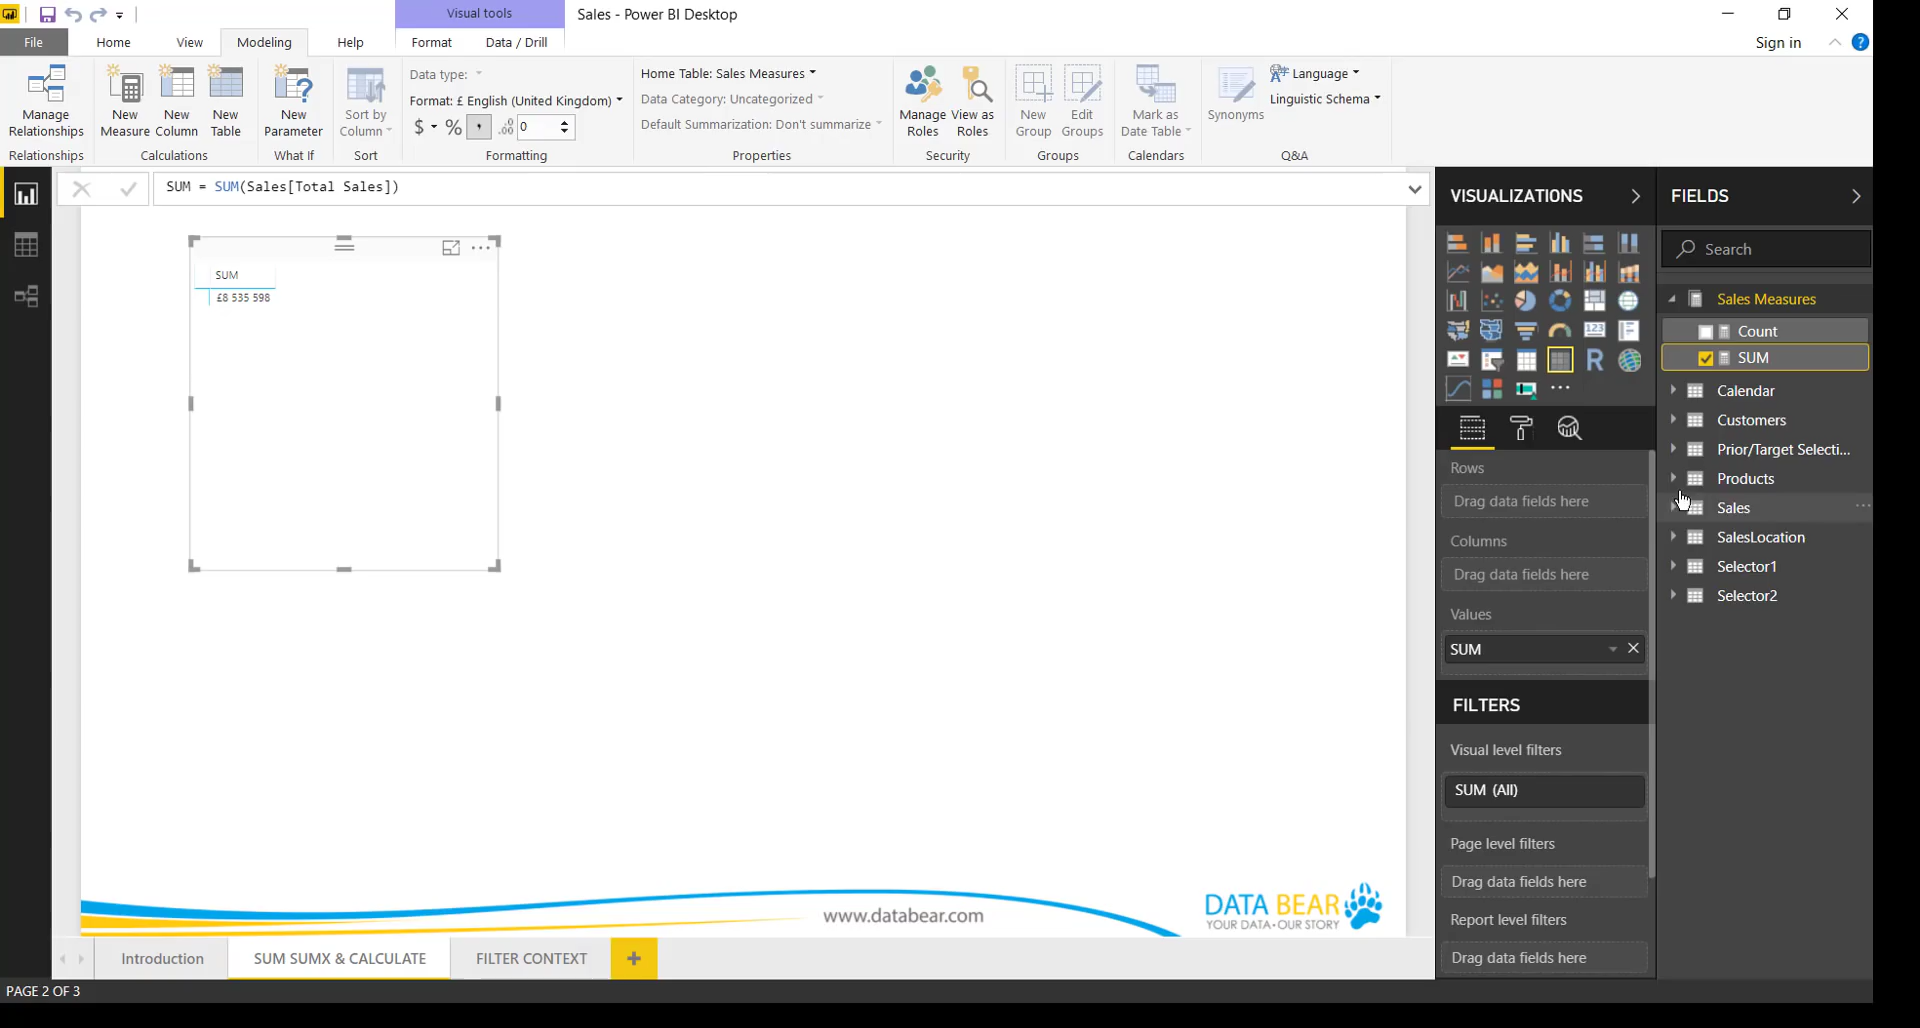 Visual tools
Sales - Power BI Desktop
File
Home
View
Modeling
Help
Format
Data / Drill
Sign in
?
Manage
Relationships
Relationships
New
Measure
New
Column
New
Table
Calculations
New
Parameter
What If
Sort by
Column
Sort
Data type:
Format: £ English (United Kingdom)
$ % , .00 0
Formatting
Home Table: Sales Measures
Data Category: Uncategorized
Default Summarization: Don't summarize
Properties
Manage
Roles
View as
Roles
Security
New
Group
Edit
Groups
Groups
Mark as
Date Table
Calendars
Synonyms
Language
Linguistic Schema
Q&A
SUM = SUM(Sales[Total Sales])
SUM
£8 535 598
VISUALIZATIONS
123
R
Rows
Drag data fields here
Columns
Drag data fields here
Values
SUM
FILTERS
Visual level filters
SUM (All)
Page level filters
Drag data fields here
Report level filters
Drag data fields here
FIELDS
Search
Sales Measures
Count
SUM
Calendar
Customers
Prior/Target Selecti...
Products
Sales
SalesLocation
Selector1
Selector2
www.databear.com
DATA BEAR
YOUR DATA•OUR STORY
Introduction
SUM SUMX & CALCULATE
FILTER CONTEXT
+
PAGE 2 OF 3